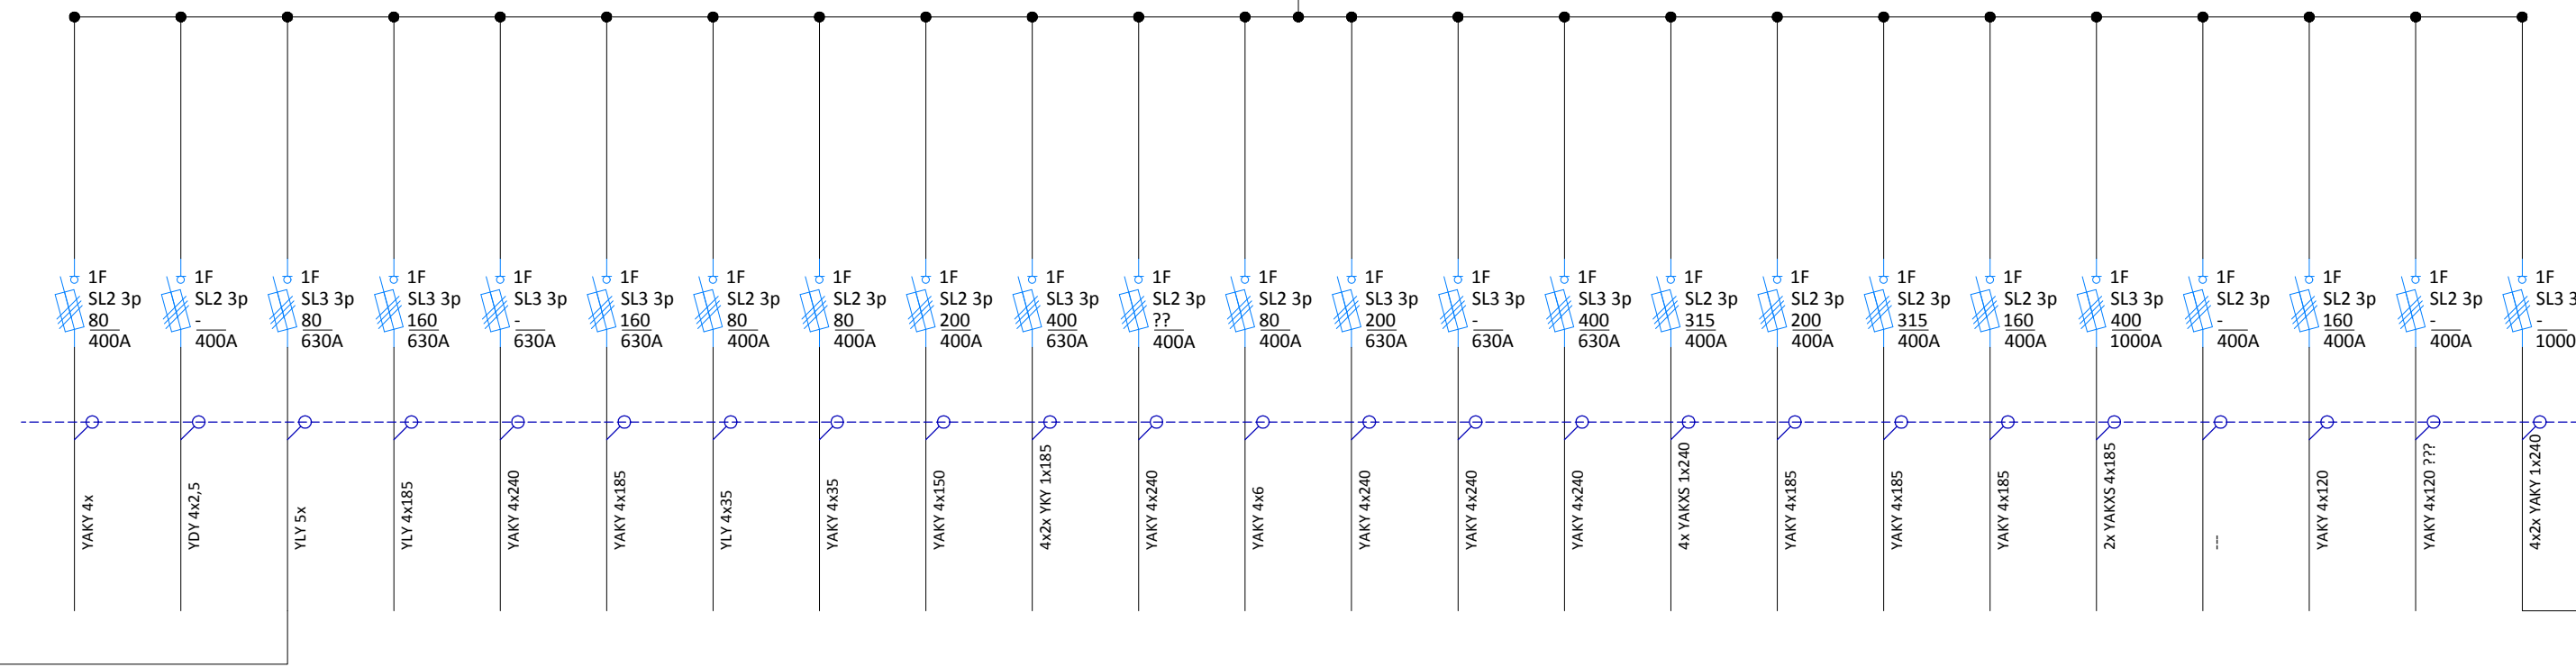 1F
SL2 3p
80
400A
1F
SL2 3p
-
400A
1F
SL3 3p
80
630A
1F
SL3 3p
160
630A
1F
SL3 3p
-
630A
1F
SL3 3p
160
630A
1F
SL2 3p
80
400A
1F
SL2 3p
80
400A
1F
SL2 3p
200
400A
1F
SL3 3p
400
630A
1F
SL2 3p
??
400A
1F
SL2 3p
80
400A
1F
SL3 3p
200
630A
1F
SL3 3p
-
630A
1F
SL3 3p
400
630A
1F
SL2 3p
315
400A
1F
SL2 3p
200
400A
1F
SL2 3p
315
400A
1F
SL2 3p
160
400A
1F
SL3 3p
400
1000A
1F
SL2 3p
-
400A
1F
SL2 3p
160
400A
1F
SL2 3p
-
400A
1F
SL3 3
-
1000
YAKY 4x
YDY 4x2,5
YLY 5x
YLY 4x185
YAKY 4x240
YAKY 4x185
YLY 4x35
YAKY 4x35
YAKY 4x150
4x2x YKY 1x185
YAKY 4x240
YAKY 4x6
YAKY 4x240
YAKY 4x240
YAKY 4x240
4x YAKXS 1x240
YAKY 4x185
YAKY 4x185
YAKY 4x185
2x YAKXS 4x185
---
YAKY 4x120
YAKY 4x120 ???
4x2x YAKY 1x240